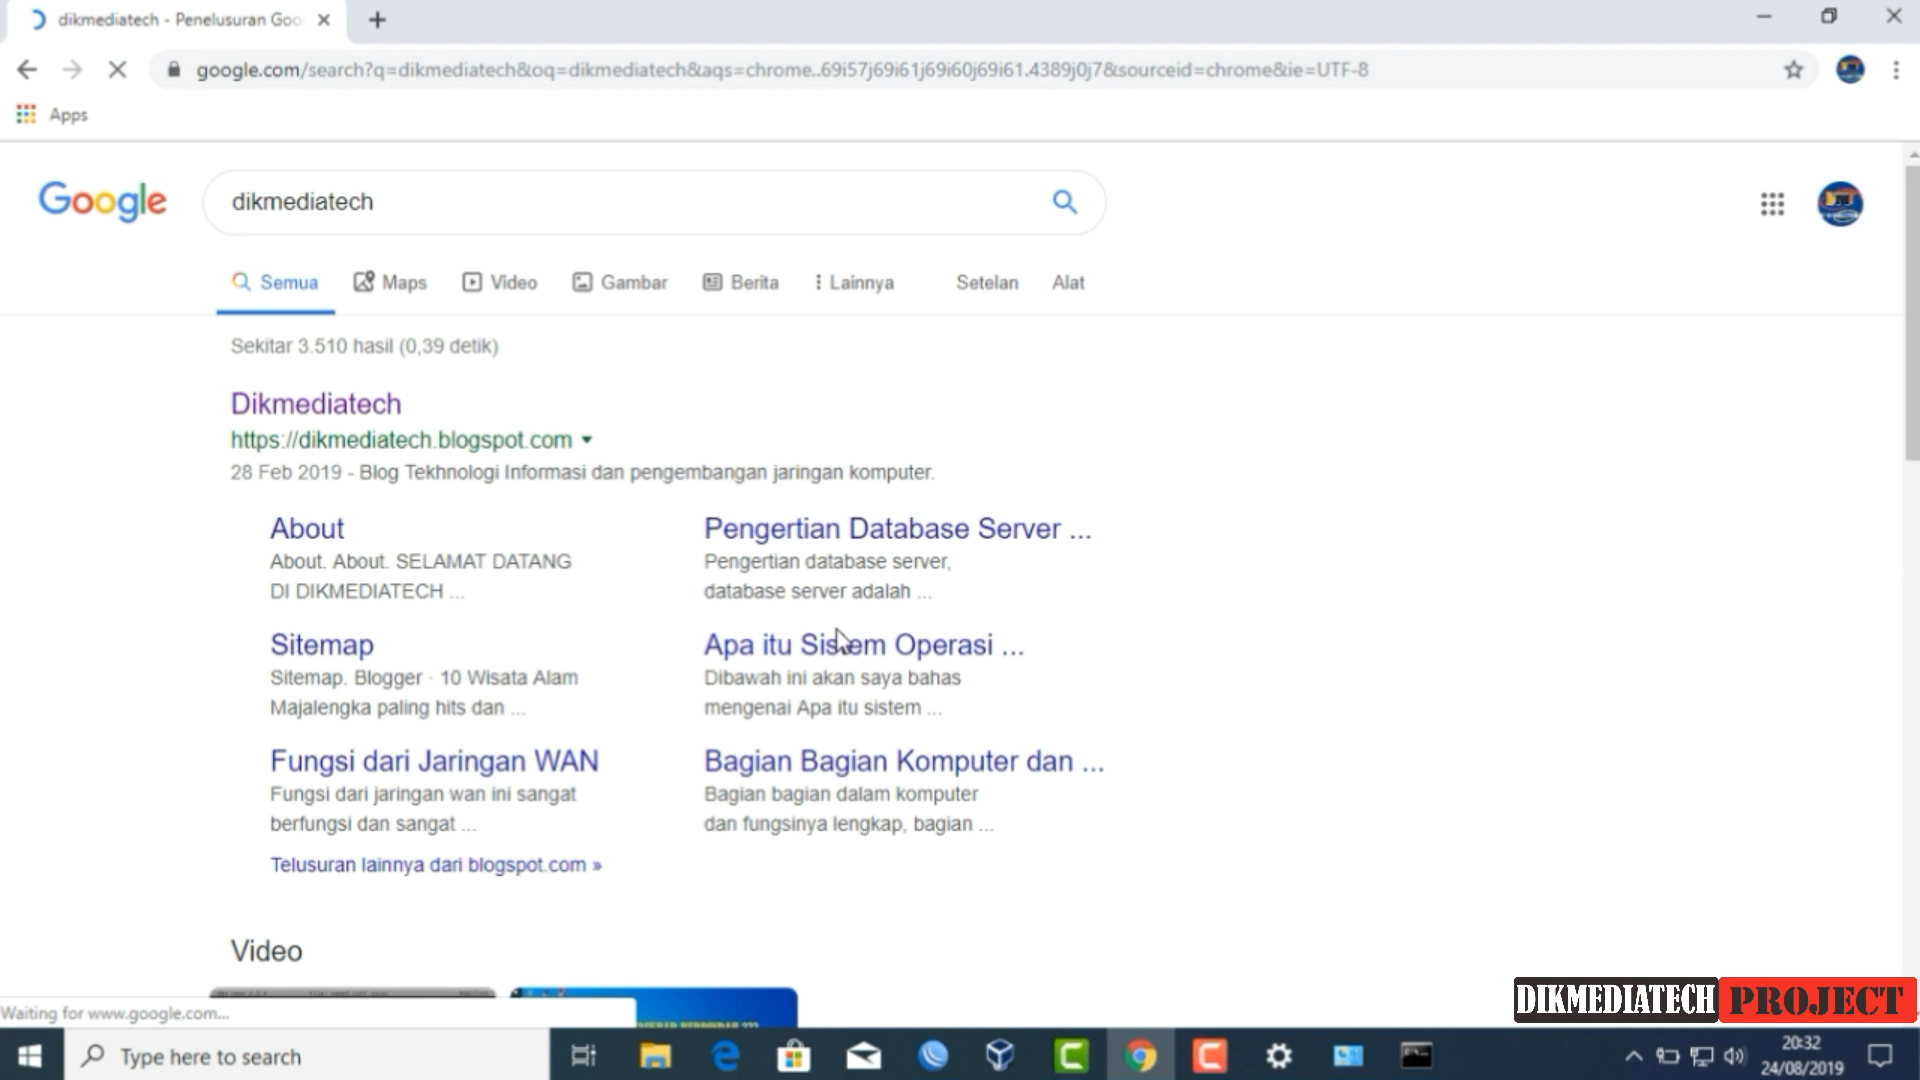 dikmediatech - Penelusuran Goo
google.com/search?q=dikmediatech&oq=dikmediatech&aqs=chrome..69i57j69i61j69i60j69i61.4389j0j7&sourceid=chrome&ie=UTF-8
Apps
Google
dikmediatech
Semua Maps Video Gambar Berita Lainnya Setelan Alat
Sekitar 3.510 hasil (0,39 detik)
Dikmediatech
https://dikmediatech.blogspot.com
28 Feb 2019 - Blog Tekhnologi Informasi dan pengembangan jaringan komputer.
About
About. About. SELAMAT DATANG
DI DIKMEDIATECH ...
Pengertian Database Server ...
Pengertian database server,
database server adalah ...
Sitemap
Sitemap. Blogger · 10 Wisata Alam
Majalengka paling hits dan ...
Apa itu Sistem Operasi ...
Dibawah ini akan saya bahas
mengenai Apa itu sistem ...
Fungsi dari Jaringan WAN
Fungsi dari jaringan wan ini sangat
berfungsi dan sangat ...
Bagian Bagian Komputer dan ...
Bagian bagian dalam komputer
dan fungsinya lengkap, bagian ...
Telusuran lainnya dari blogspot.com »
Video
Waiting for www.google.com...
DIKMEDIATECH PROJECT
Type here to search
20:32
24/08/2019